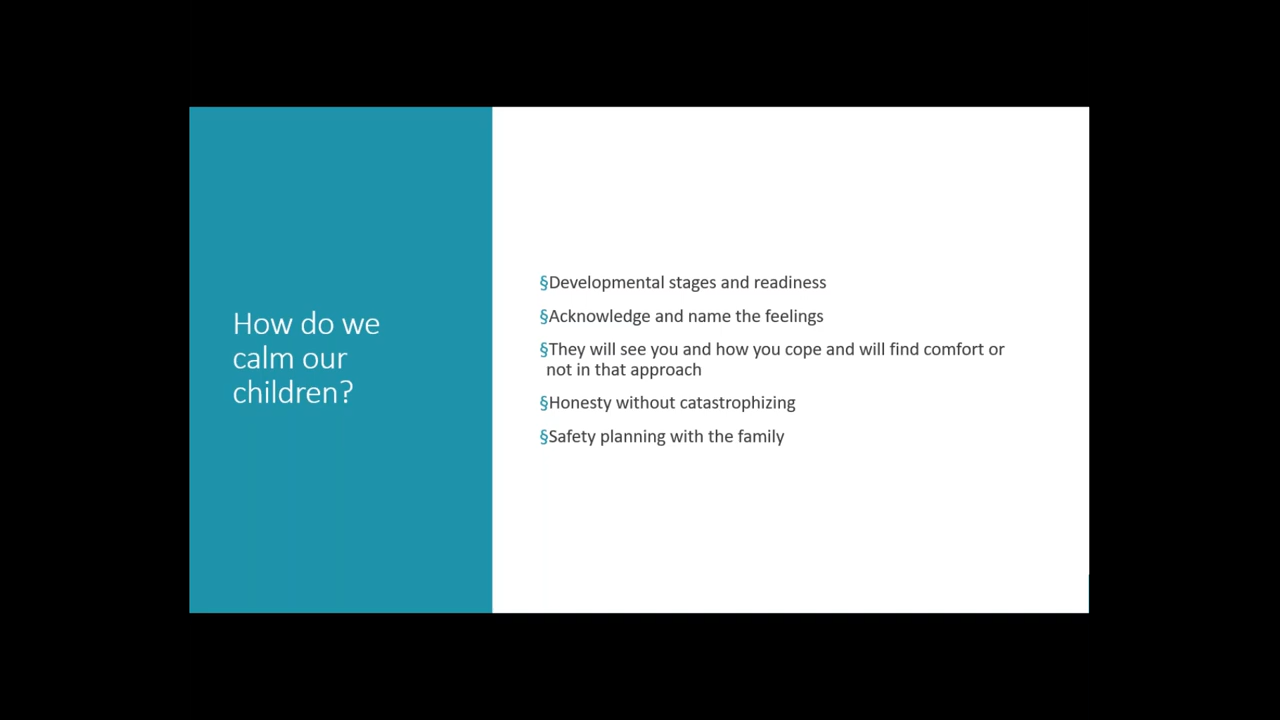 How do we
calm our
children?
§Developmental stages and readiness
§Acknowledge and name the feelings
§They will see you and how you cope and will find comfort or
not in that approach
§Honesty without catastrophizing
§Safety planning with the family